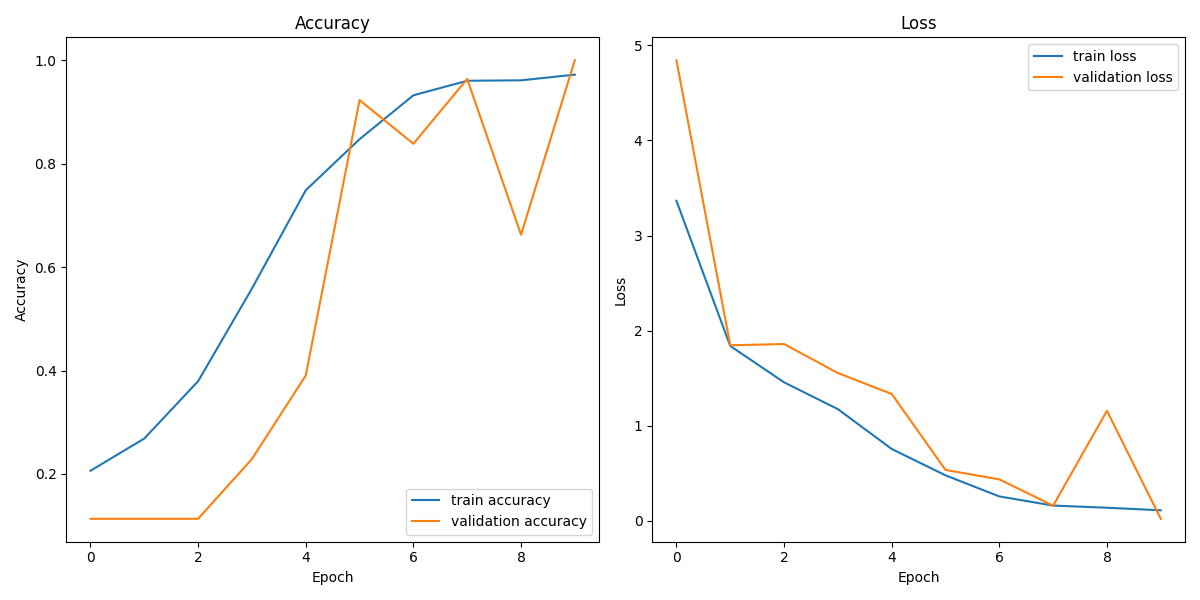 Accuracy
Accuracy
1.0
0.8
0.6
0.4
0.2
0 2 4 6 8
Epoch
train accuracy
validation accuracy
Loss
Loss
5
4
3
2
1
0
0 2 4 6 8
Epoch
train loss
validation loss